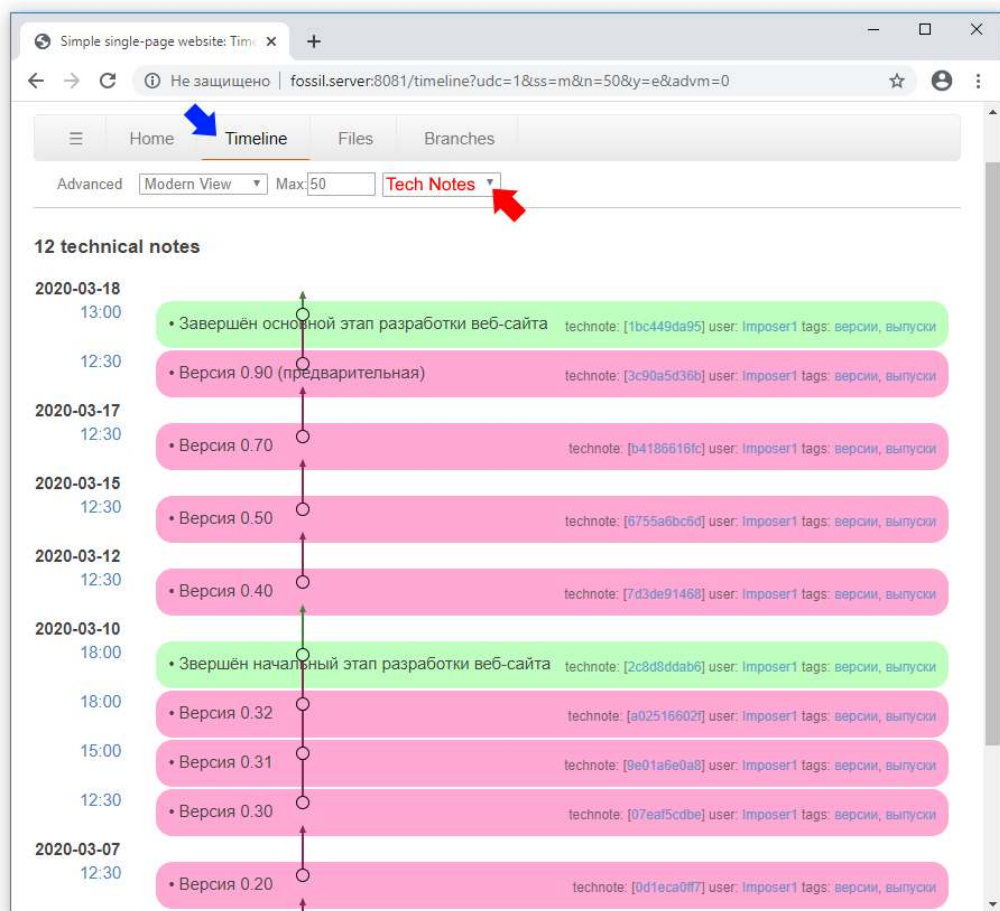 Simple single-page website: Tim
Не защищено | fossil.server:8081/timeline?udc=1&ss=m&n=50&y=e&advm=0
☰ Home Timeline Files Branches
Advanced Modern View Max: 50 Tech Notes
12 technical notes
2020-03-18
13:00 • Завершён основной этап разработки веб-сайта technote: [1bc449da95] user: Imposer1 tags: версии, выпуски
12:30 • Версия 0.90 (предварительная) technote: [3c90a5d36b] user: Imposer1 tags: версии, выпуски
2020-03-17
12:30 • Версия 0.70 technote: [b4186616fc] user: Imposer1 tags: версии, выпуски
2020-03-15
12:30 • Версия 0.50 technote: [6755a6bc6d] user: Imposer1 tags: версии, выпуски
2020-03-12
12:30 • Версия 0.40 technote: [7d3de91468] user: Imposer1 tags: версии, выпуски
2020-03-10
18:00 • Звершён начальный этап разработки веб-сайта technote: [2c8d8ddab6] user: Imposer1 tags: версии, выпуски
18:00 • Версия 0.32 technote: [a02516602f] user: Imposer1 tags: версии, выпуски
15:00 • Версия 0.31 technote: [9e01a6e0a8] user: Imposer1 tags: версии, выпуски
12:30 • Версия 0.30 technote: [07eaf5cdbe] user: Imposer1 tags: версии, выпуски
2020-03-07
12:30 • Версия 0.20 technote: [0d1eca0ff7] user: Imposer1 tags: версии, выпуски